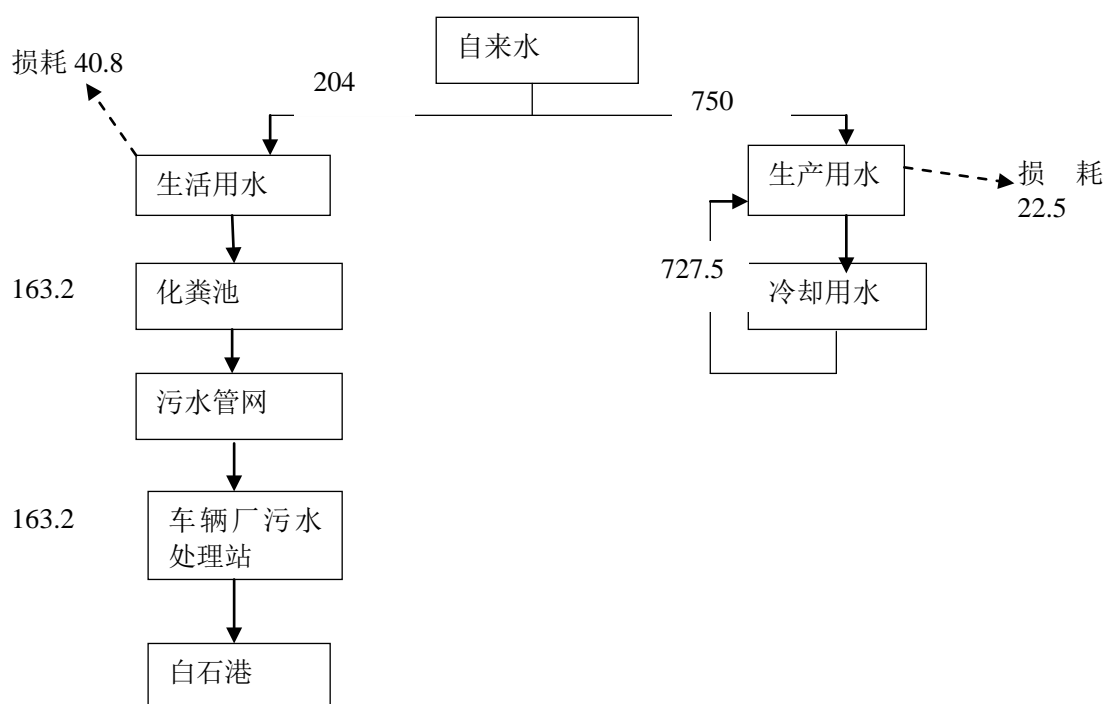 自来水
损耗 40.8
204
750
生活用水
生产用水
损 耗
22.5
163.2
化粪池
727.5
冷却用水
污水管网
163.2
车辆厂污水
处理站
白石港